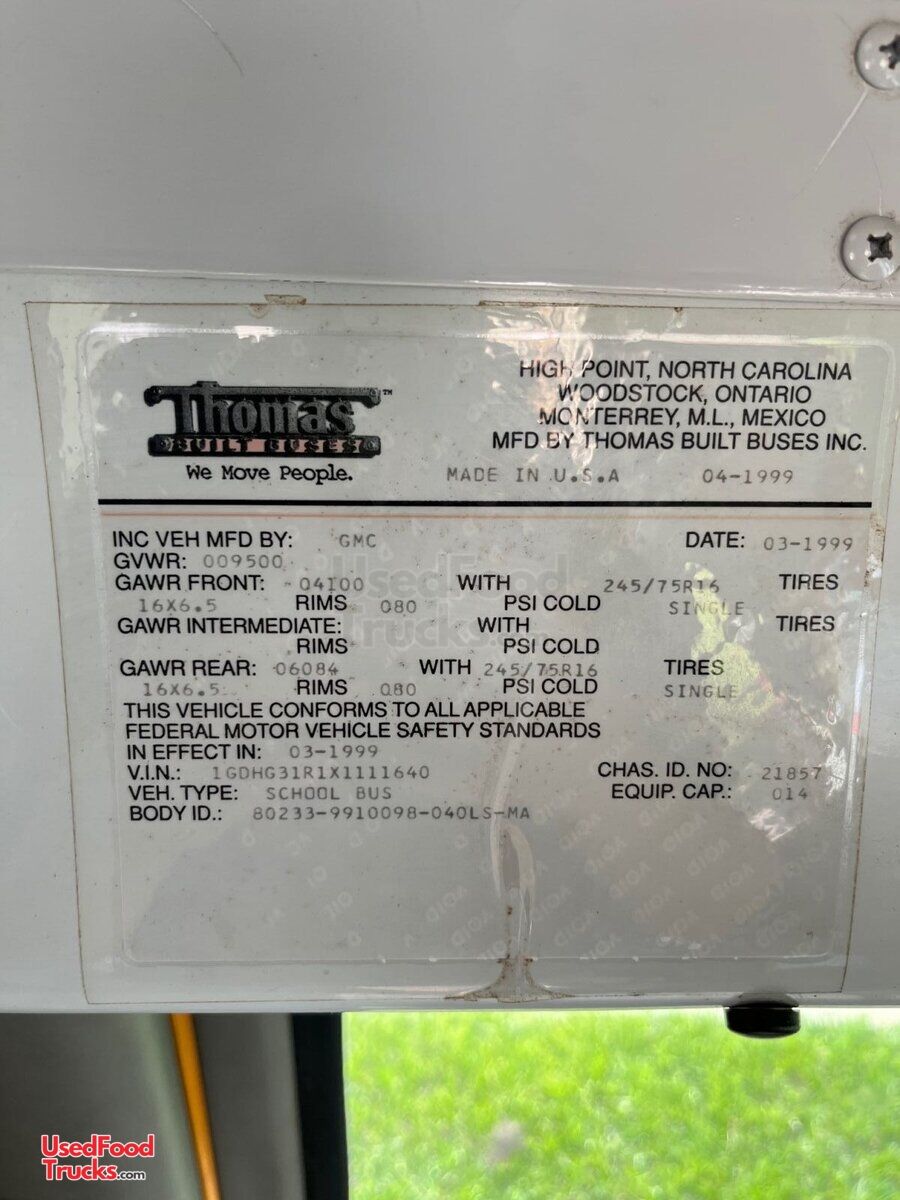 HIGH POINT, NORTH CAROLINA
WOODSTOCK, ONTARIO
MONTERREY, M.L., MEXICO
MFD BY THOMAS BUILT BUSES INC.
Thomas™
BUILT BUSES
We Move People.
MADE IN U.S.A 04-1999
INC VEH MFD BY: GMC DATE: 03-1999
GVWR: 009500
GAWR FRONT: 04100 WITH 245/75R16 TIRES
16X6.5 RIMS 080 PSI COLD SINGLE
GAWR INTERMEDIATE: WITH TIRES
RIMS PSI COLD
GAWR REAR: 06084 WITH 245/75R16 TIRES
16X6.5 RIMS 080 PSI COLD SINGLE
THIS VEHICLE CONFORMS TO ALL APPLICABLE
FEDERAL MOTOR VEHICLE SAFETY STANDARDS
IN EFFECT IN: 03-1999
V.I.N.: 1GDHG31R1X1111640 CHAS. ID. NO: 21857
VEH. TYPE: SCHOOL BUS EQUIP. CAP.: 014
BODY ID.: 80233-9910098-040LS-MA
UsedFood
Trucks.com